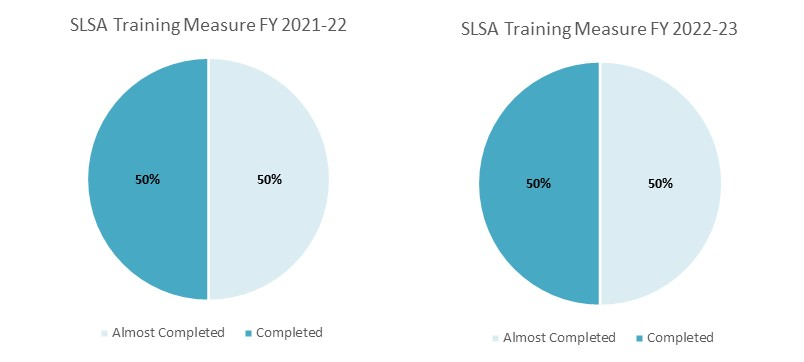 SLSA Training Measure FY 2021-22
50%
50%
Almost Completed
Completed
SLSA Training Measure FY 2022-23
50%
50%
Almost Completed
Completed